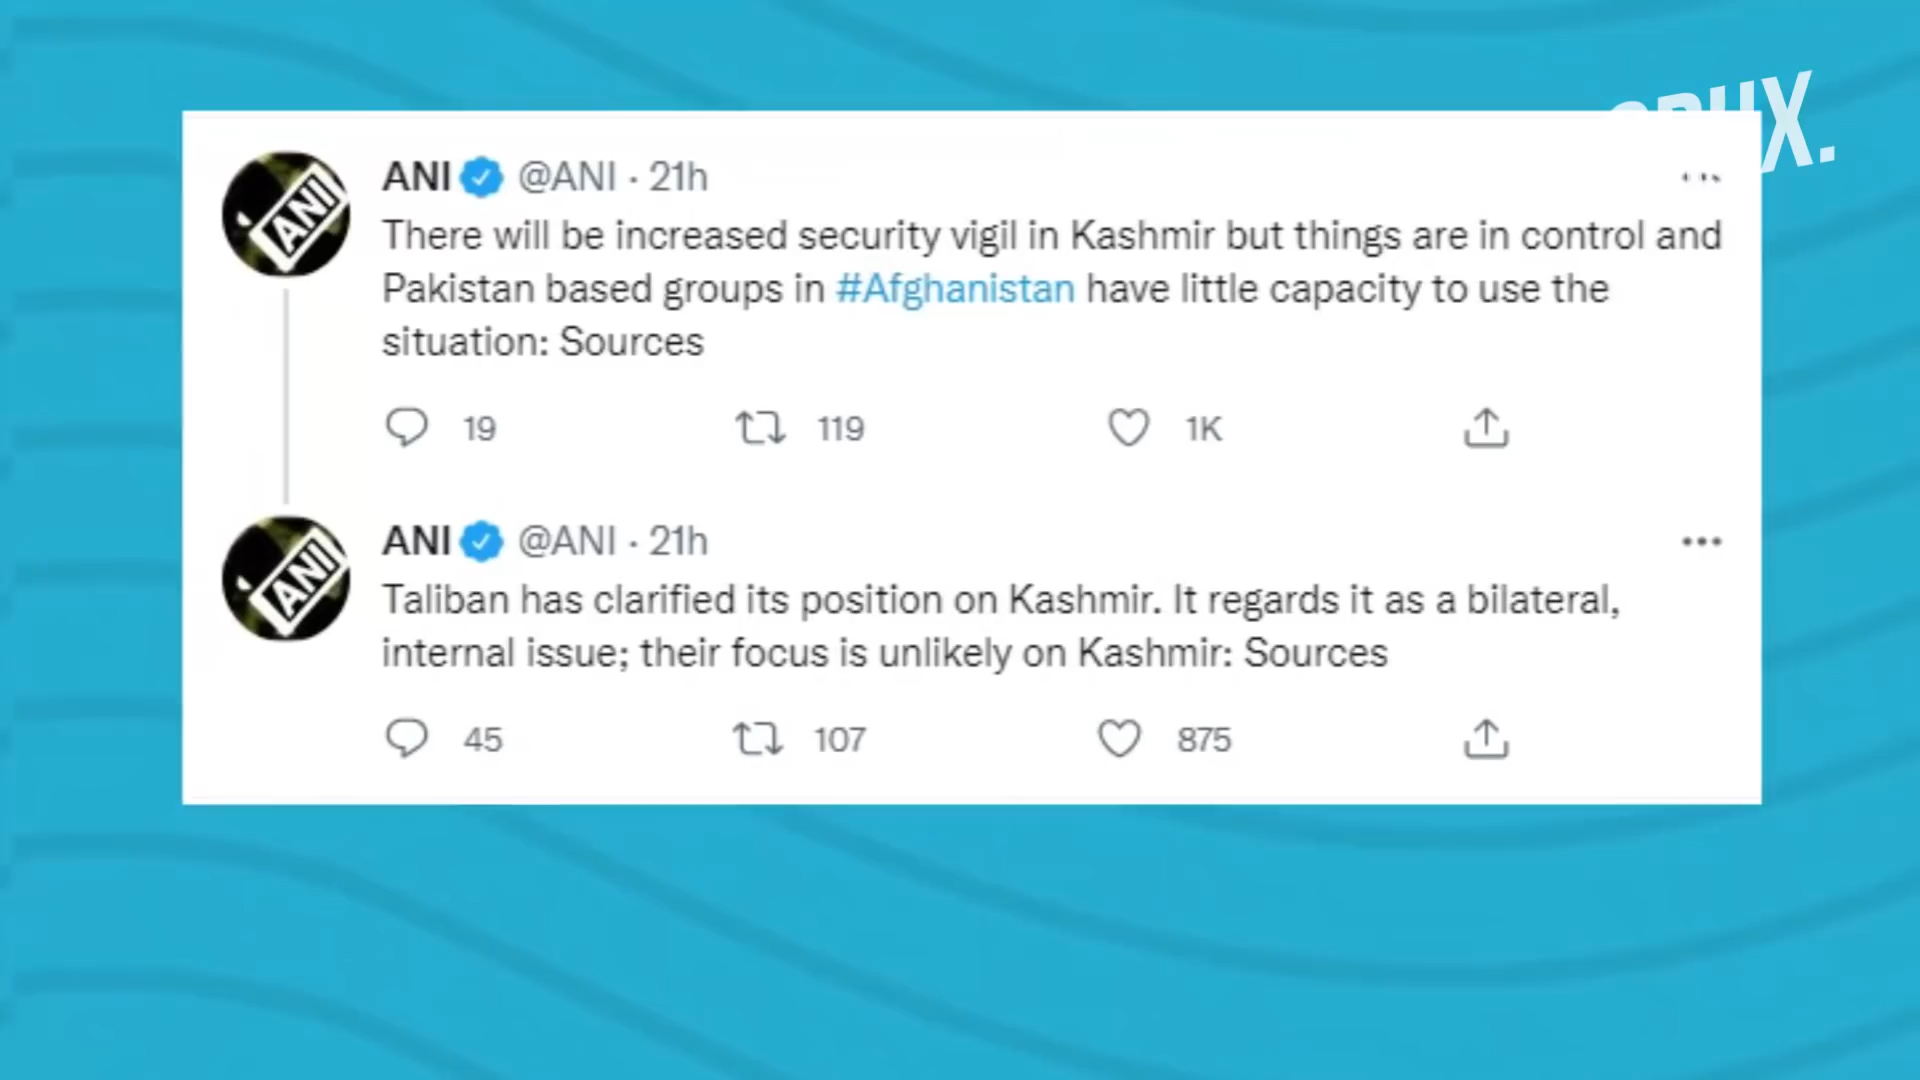 ANI @ANI · 21h
There will be increased security vigil in Kashmir but things are in control and
Pakistan based groups in #Afghanistan have little capacity to use the
situation: Sources
19 119 1K
ANI @ANI · 21h
Taliban has clarified its position on Kashmir. It regards it as a bilateral,
internal issue; their focus is unlikely on Kashmir: Sources
45 107 875
ANI
ANI